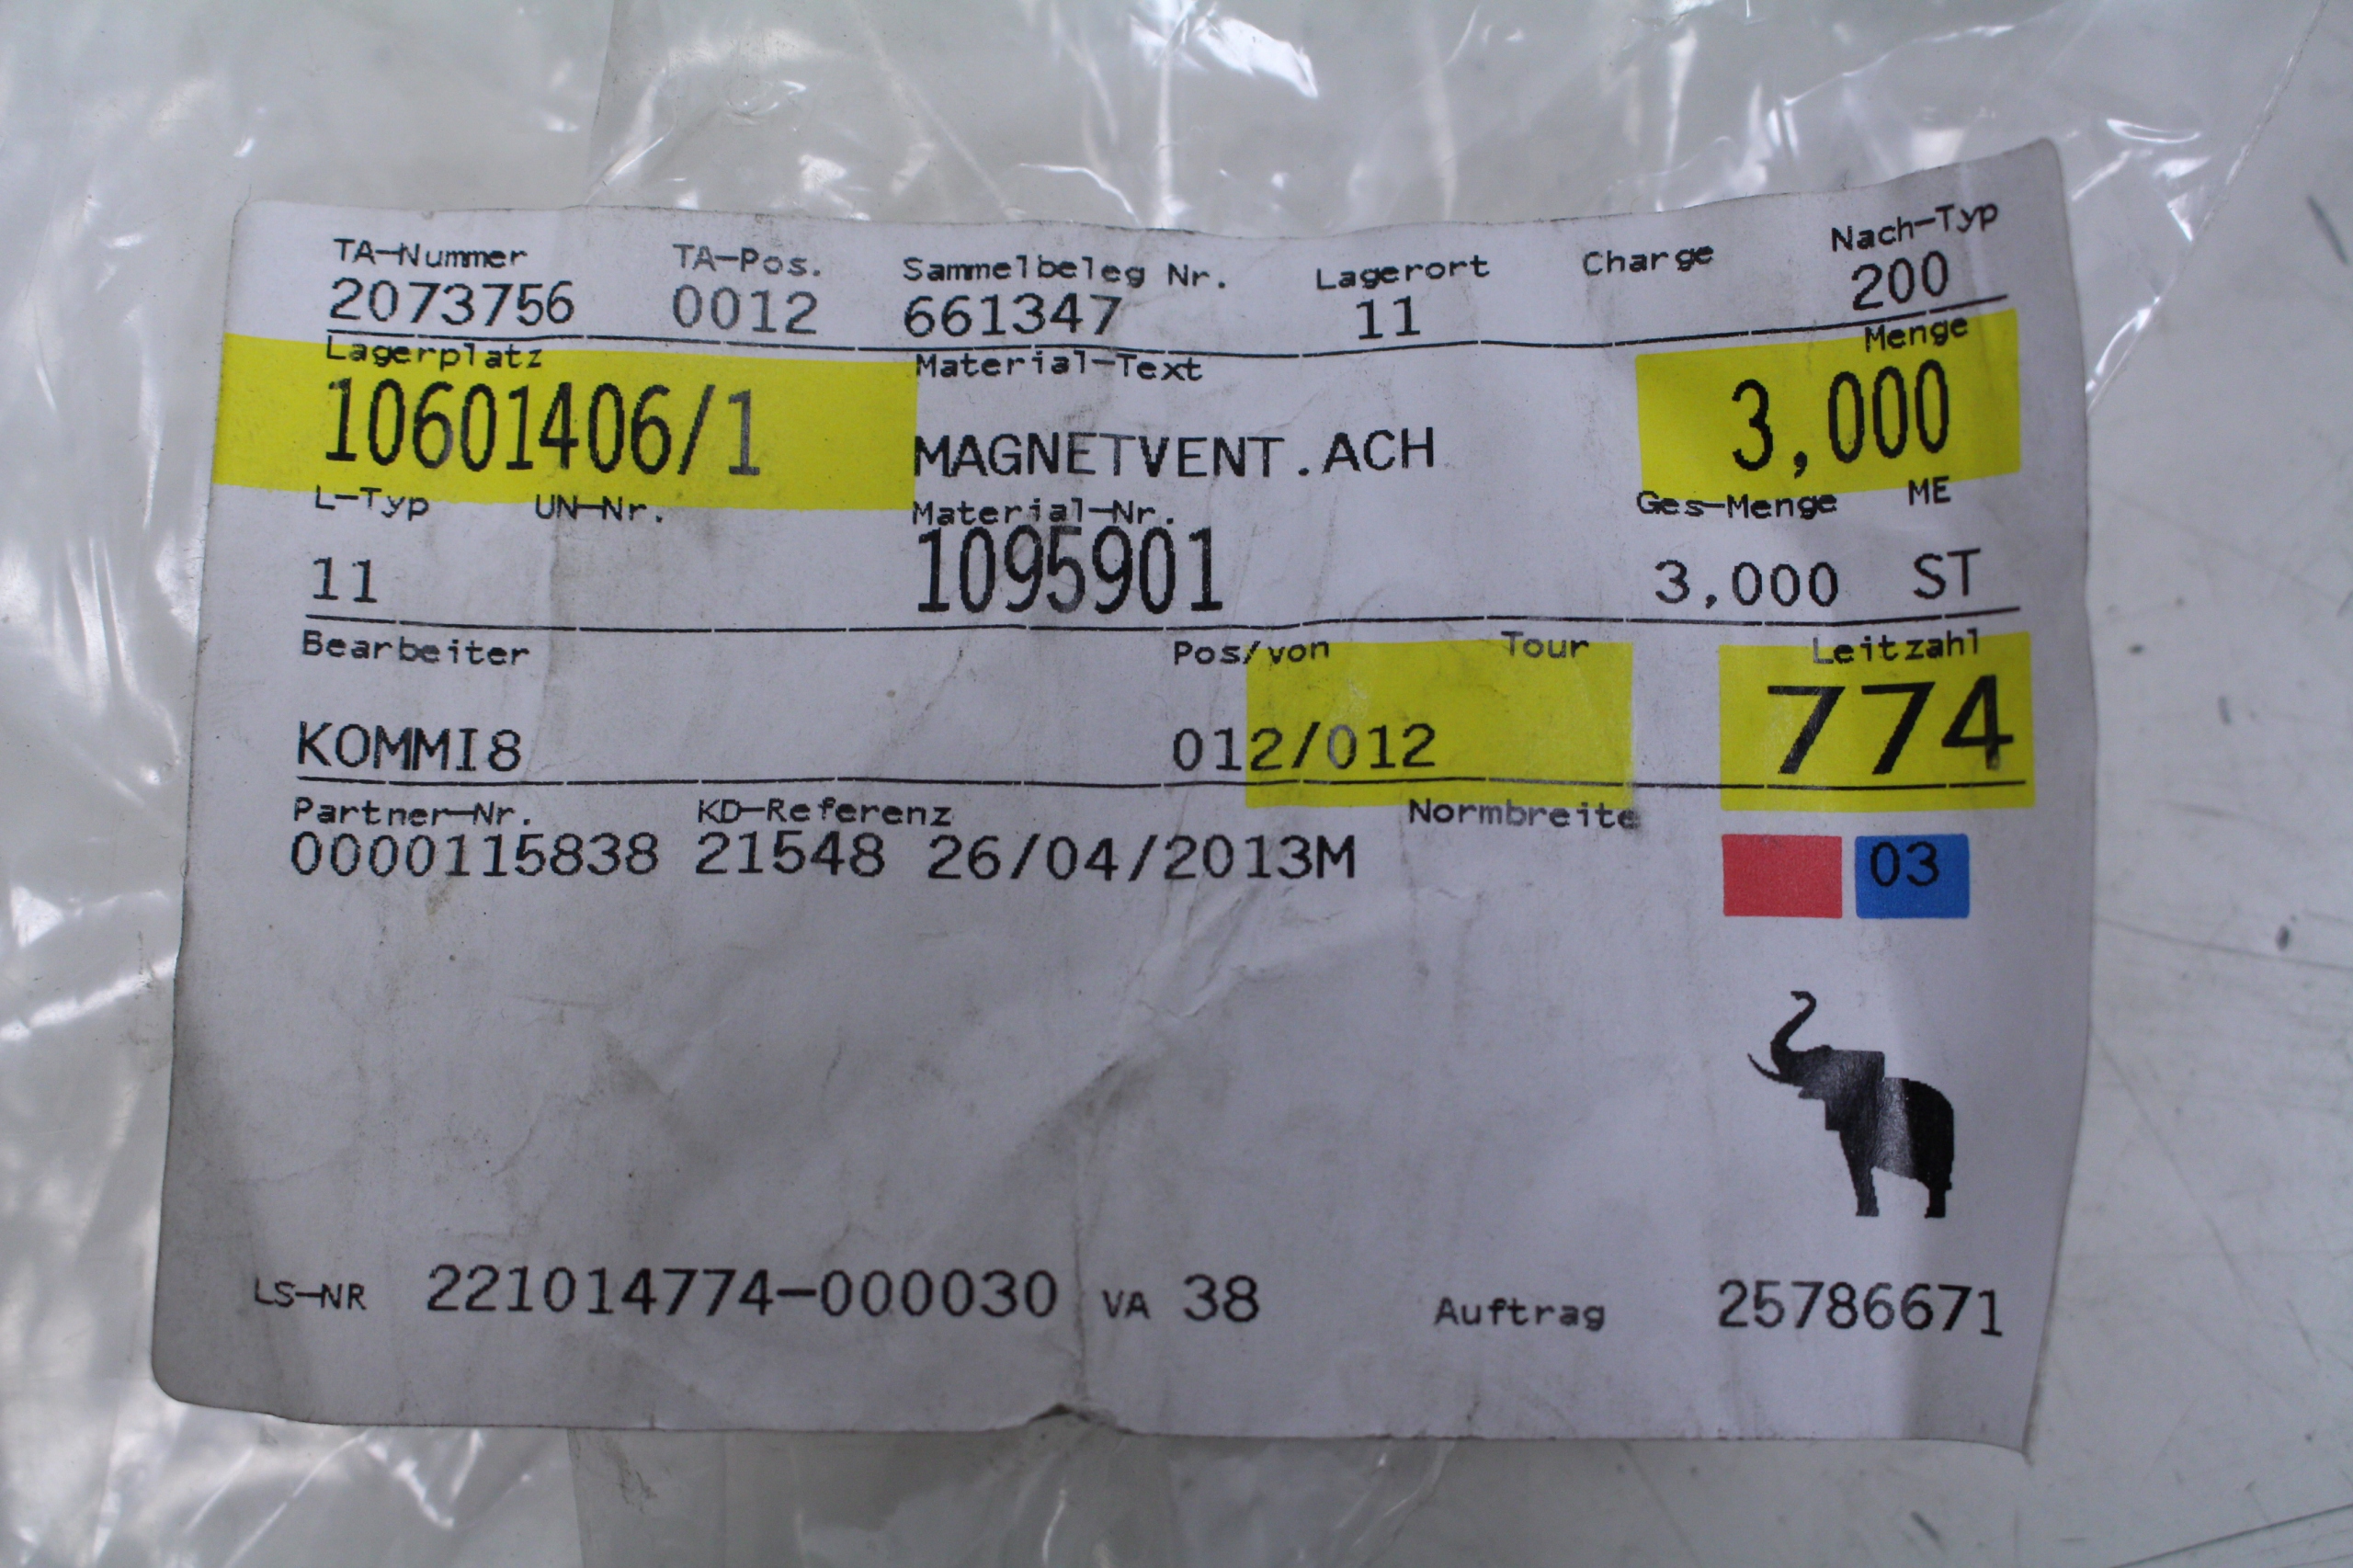 TA-Nummer TA-Pos. Sammelbeleg Nr. Lagerort Charge Nach-Typ
2073756 0012 661347 11 200
Lagerplatz Material-Text Menge
10601406/1 MAGNETVENT.ACH 3,000
L-Typ UN-Nr. Material-Nr. Ges-Menge ME
11 1095901 3,000 ST
Bearbeiter Pos/von Tour Leitzahl
KOMMI8 012/012 774
Partner-Nr. KD-Referenz Normbreite
0000115838 21548 26/04/2013M 03
LS-NR 221014774-000030 VA 38 Auftrag 25786671